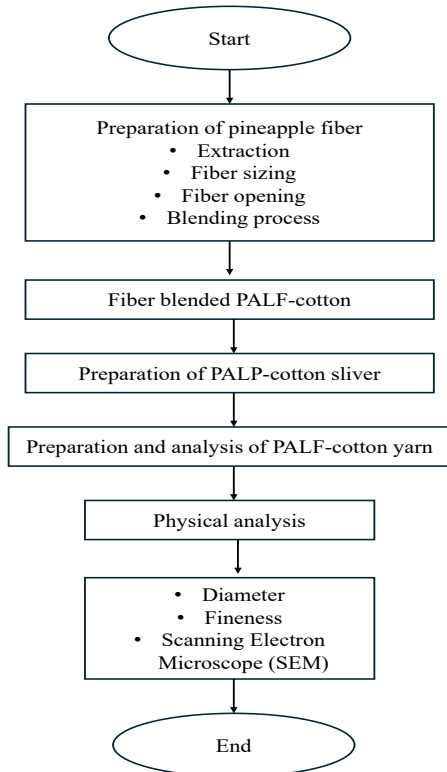 Start
Preparation of pineapple fiber
• Extraction
• Fiber sizing
• Fiber opening
• Blending process
Fiber blended PALF-cotton
Preparation of PALP-cotton sliver
Preparation and analysis of PALF-cotton yarn
Physical analysis
• Diameter
• Fineness
• Scanning Electron
Microscope (SEM)
End